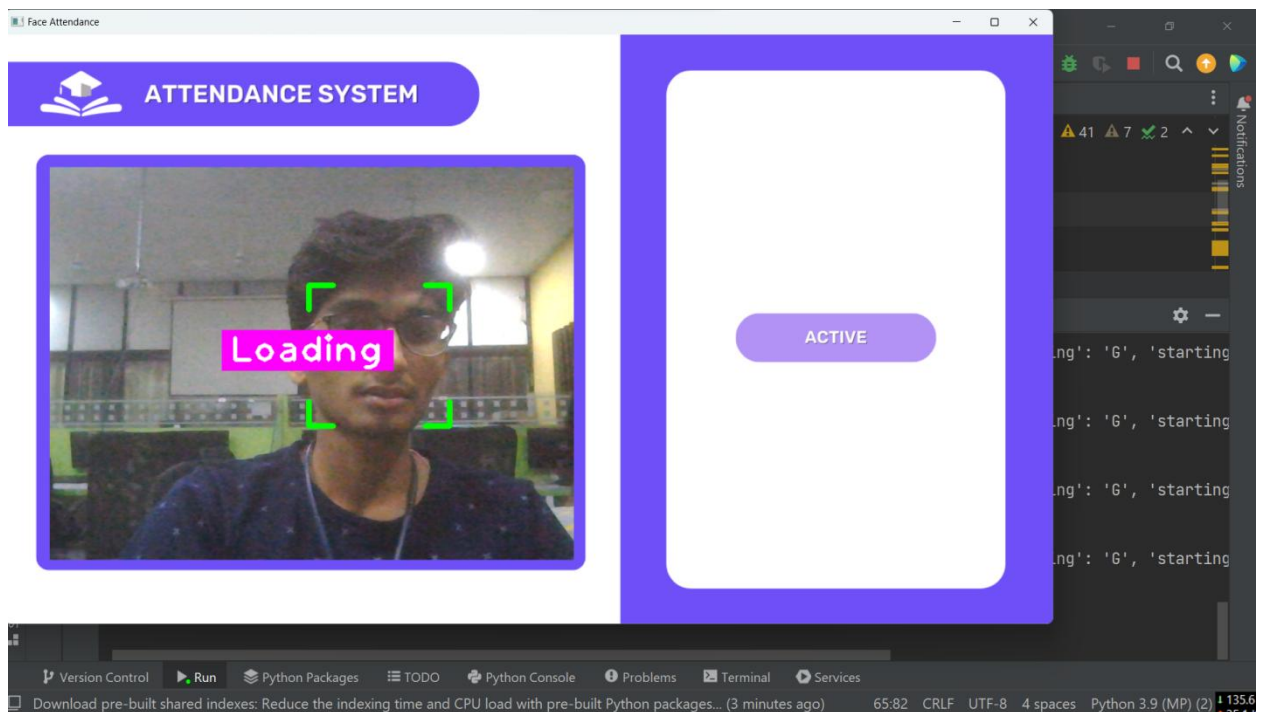 Face Attendance
ATTENDANCE SYSTEM
Loading
ACTIVE
41 7 2
Notifications
ng': 'G', 'starting
ng': 'G', 'starting
ng': 'G', 'starting
ng': 'G', 'starting
Version Control Run Python Packages TODO Python Console Problems Terminal Services
Download pre-built shared indexes: Reduce the indexing time and CPU load with pre-built Python packages... (3 minutes ago) 65:82 CRLF UTF-8 4 spaces Python 3.9 (MP) (2)
135.6